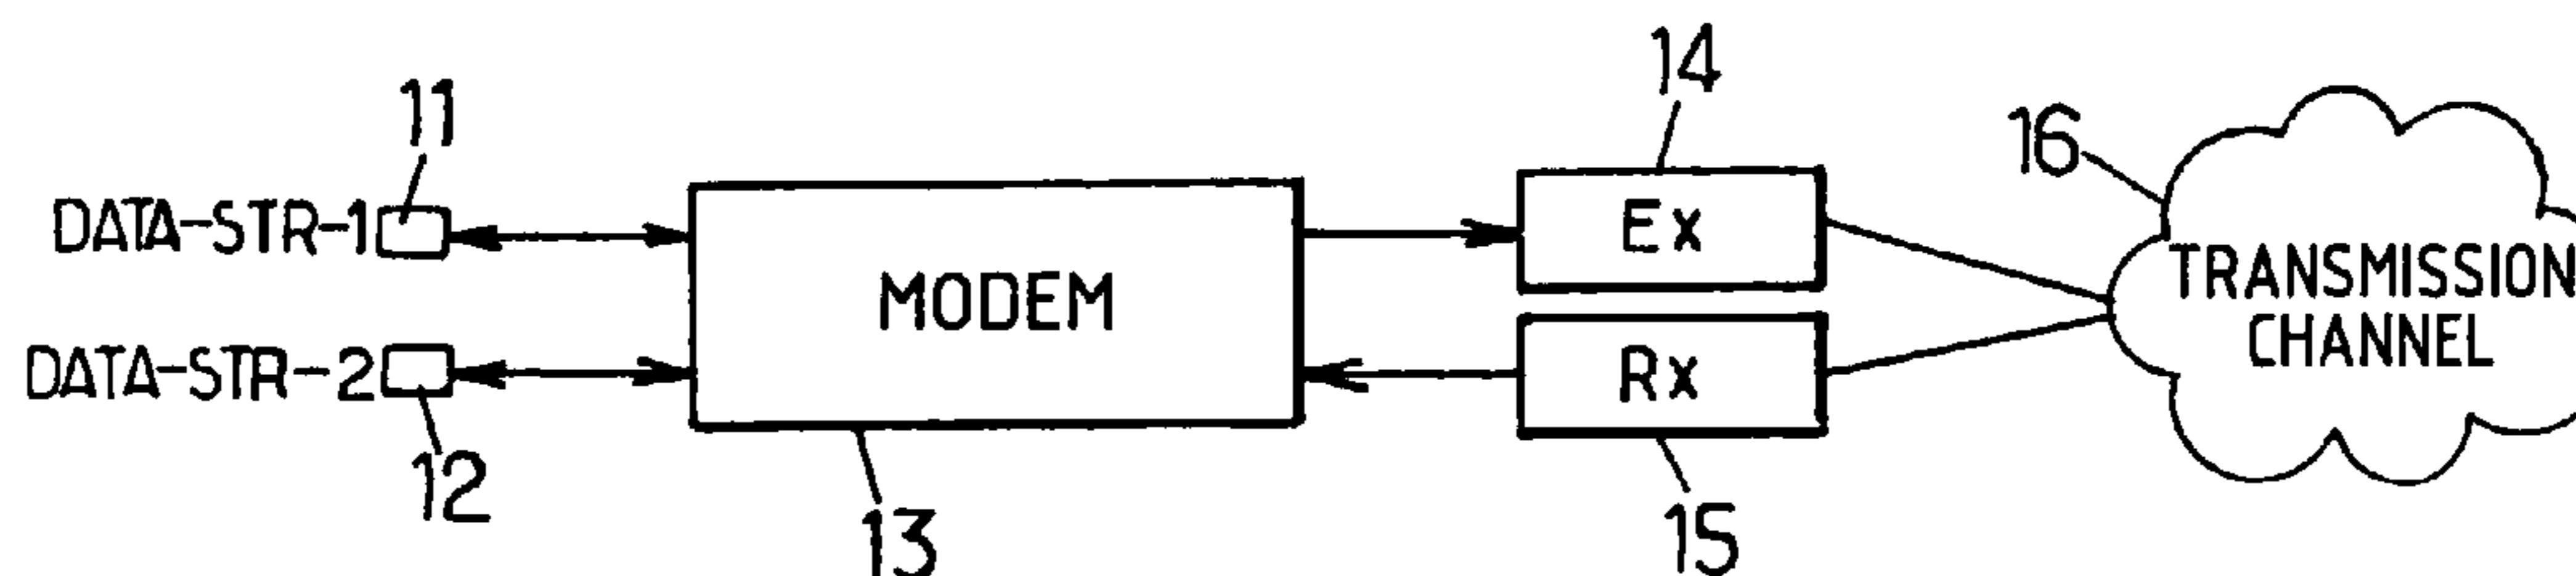 14
11
16
DATA-STR-1
Ex
MODEM
TRANSMISSION
CHANNEL
DATA-STR-2
Rx
12
13
15